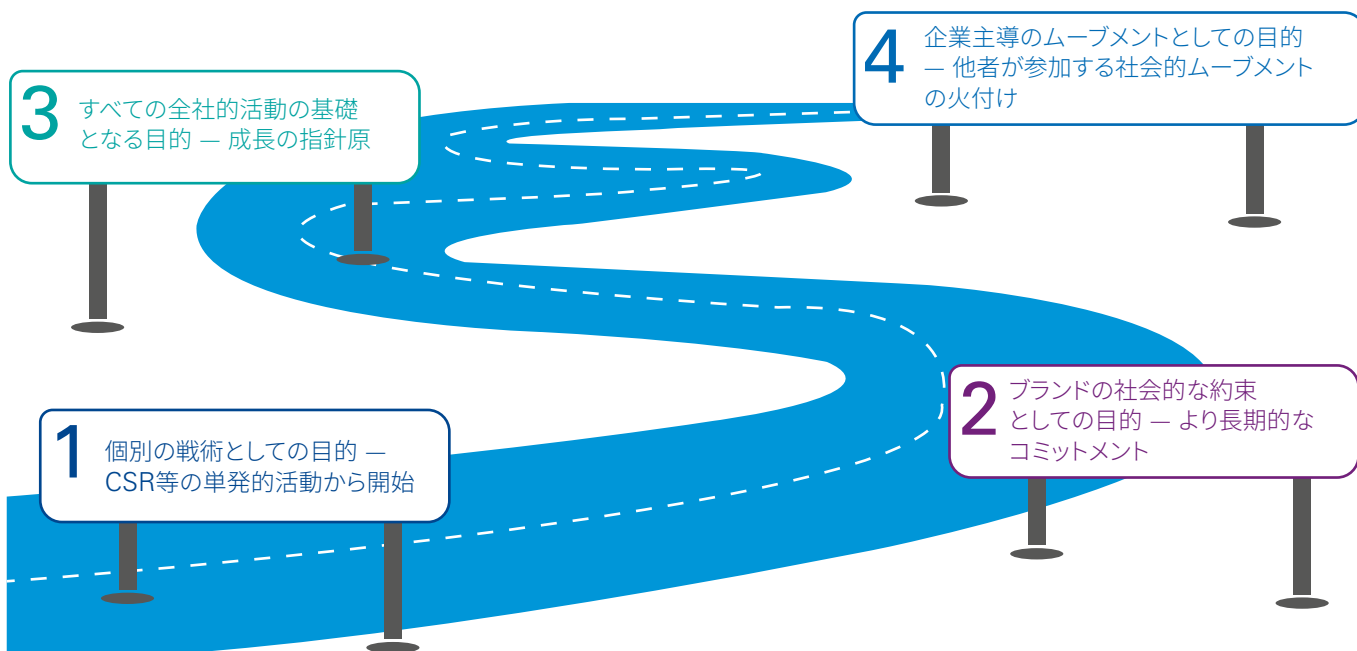 1
個別の戦術としての目的 —
CSR等の単発的活動から開始
2
ブランドの社会的な約束
としての目的 — より長期的な
コミットメント
3
すべての全社的活動の基礎
となる目的 — 成長の指針原
4
企業主導のムーブメントとしての目的
— 他者が参加する社会的ムーブメント
の火付け